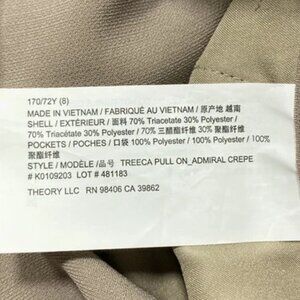 170/72Y (8)
MADE IN VIETNAM / FABRIQUÉ AU VIETNAM / 原产地 越南
SHELL / EXTÉRIEUR / 面料 70% Triacetate 30% Polyester /
70% Triacétate 30% Polyester / 70% 三醋酯纤维 30% 聚酯纤维
POCKETS / POCHES / 口袋 100% Polyester / 100% Polyester / 100%
聚酯纤维
STYLE / MODÈLE /品号 TREECA PULL ON_ADMIRAL CREPE
# K0109203 LOT # 481183
THEORY LLC RN 98406 CA 39862